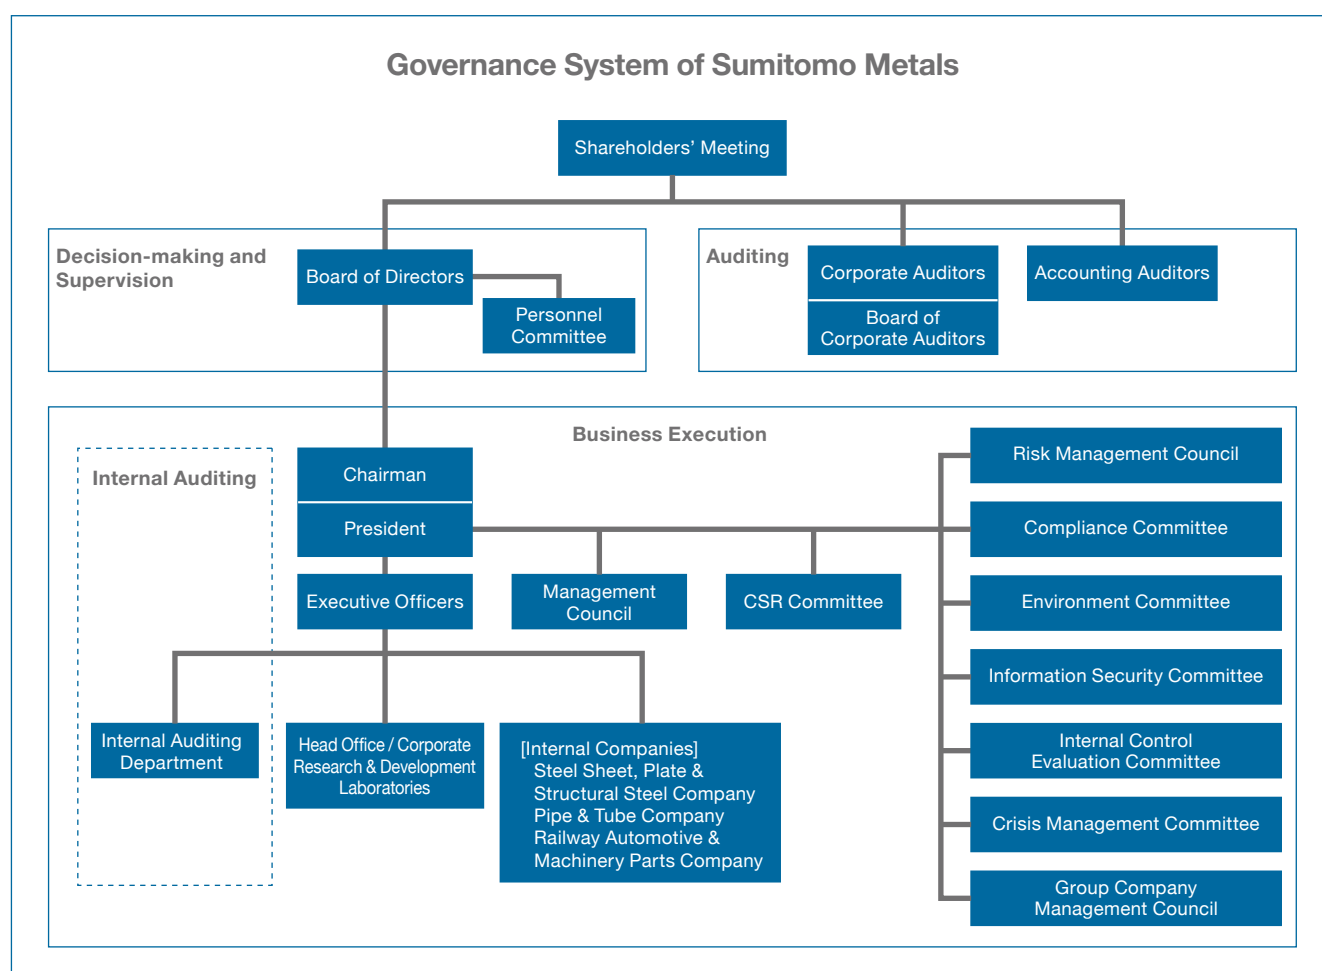 Governance System of Sumitomo Metals
Shareholders’ Meeting
Decision-making and
Supervision
Board of Directors
Personnel
Committee
Auditing
Corporate Auditors
Board of
Corporate Auditors
Accounting Auditors
Business Execution
Internal Auditing
Chairman
President
Executive Officers
Management
Council
CSR Committee
Risk Management Council
Compliance Committee
Environment Committee
Information Security Committee
Internal Control
Evaluation Committee
Crisis Management Committee
Group Company
Management Council
Internal Auditing
Department
Head Office / Corporate
Research & Development
Laboratories
[Internal Companies]
Steel Sheet, Plate &
Structural Steel Company
Pipe & Tube Company
Railway Automotive &
Machinery Parts Company